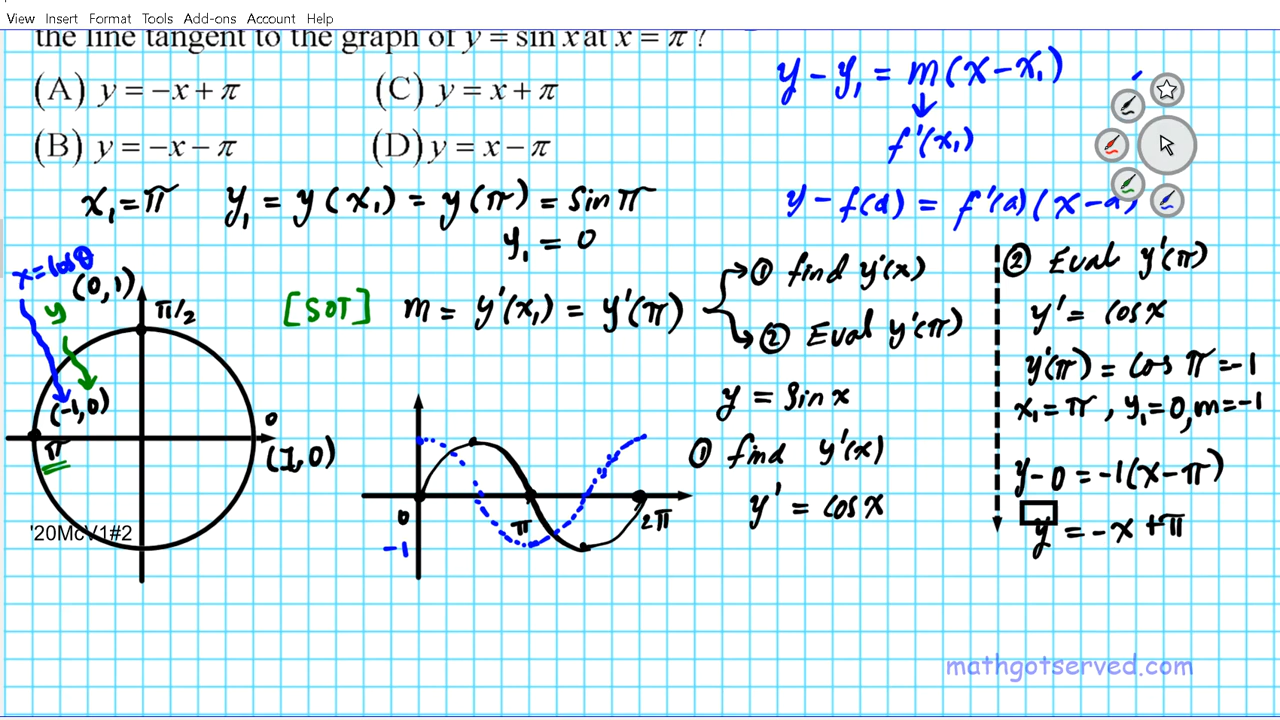 View Insert Format Tools Add-ons Account Help
the line tangent to the graph of y = sin x at x = π ?
(A) y = −x + π
(C) y = x + π
(B) y = −x − π
(D) y = x − π
y − y₁ = m(x − x₁)
f'(x₁)
y − f(a) = f'(a)(x − a)
x₁ = π y₁ = y(x₁) = y(π) = sin π
y₁ = 0
x = cos θ
(0, 1)
y
π/2
(-1, 0)
π
0
(1, 0)
'20McV1#2
[SOT] m = y'(x₁) = y'(π)
① find y'(x)
② Eval y'(π)
0
π
2π
-1
y = sin x
① find y'(x)
y' = cos x
② Eval y'(π)
y' = cos x
y'(π) = cos π = -1
x₁ = π, y₁ = 0, m = -1
y − 0 = -1(x − π)
y = -x + π
mathgotserved.com